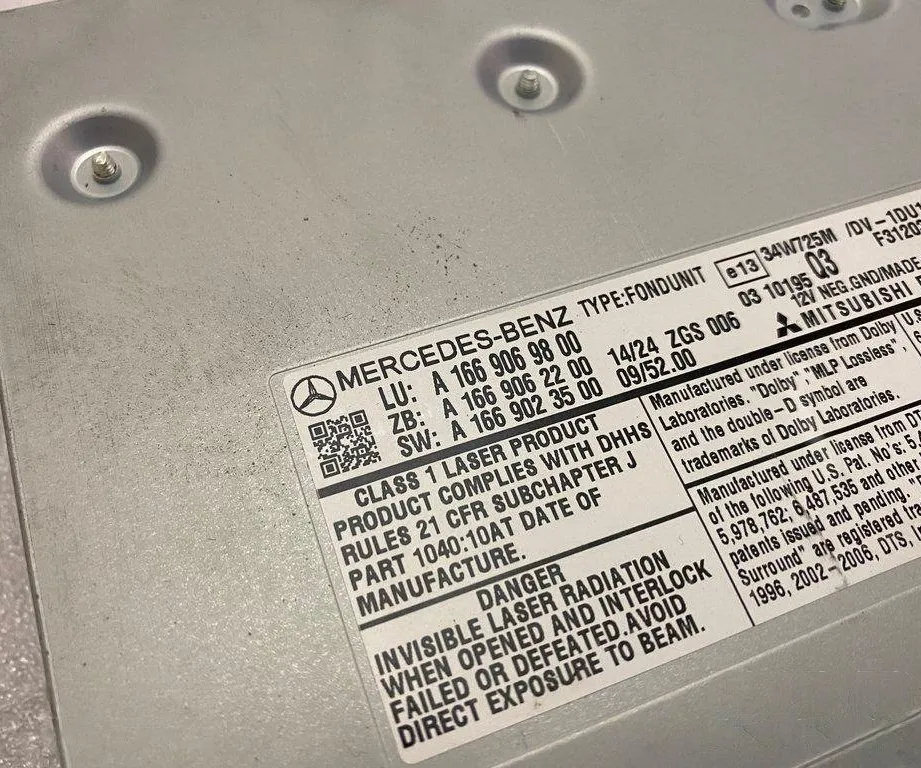 MERCEDES-BENZ TYPE:FONDUNIT e13 34W725M /DV-1DU1
LU: A 166 906 98 00 03 10195 Q3
ZB: A 166 906 22 00 14/24 ZGS 006 12V NEG.GND/MADE
SW: A 166 902 35 00 09/52.00 MITSUBISHI
CLASS 1 LASER PRODUCT
PRODUCT COMPLIES WITH DHHS
RULES 21 CFR SUBCHAPTER J
PART 1040:10AT DATE OF
MANUFACTURE.
DANGER
INVISIBLE LASER RADIATION
WHEN OPENED AND INTERLOCK
FAILED OR DEFEATED.AVOID
DIRECT EXPOSURE TO BEAM.
Manufactured under license from Dolby
Laboratories. "Dolby", "MLP Lossless",
and the double-D symbol are
trademarks of Dolby Laboratories.
Manufactured under license from
of the following U.S. Pat. No's: 5,
5,978,762; 6,487,535 and other
patents issued and pending.
Surround" are registered
1996, 2002-2006, DTS,